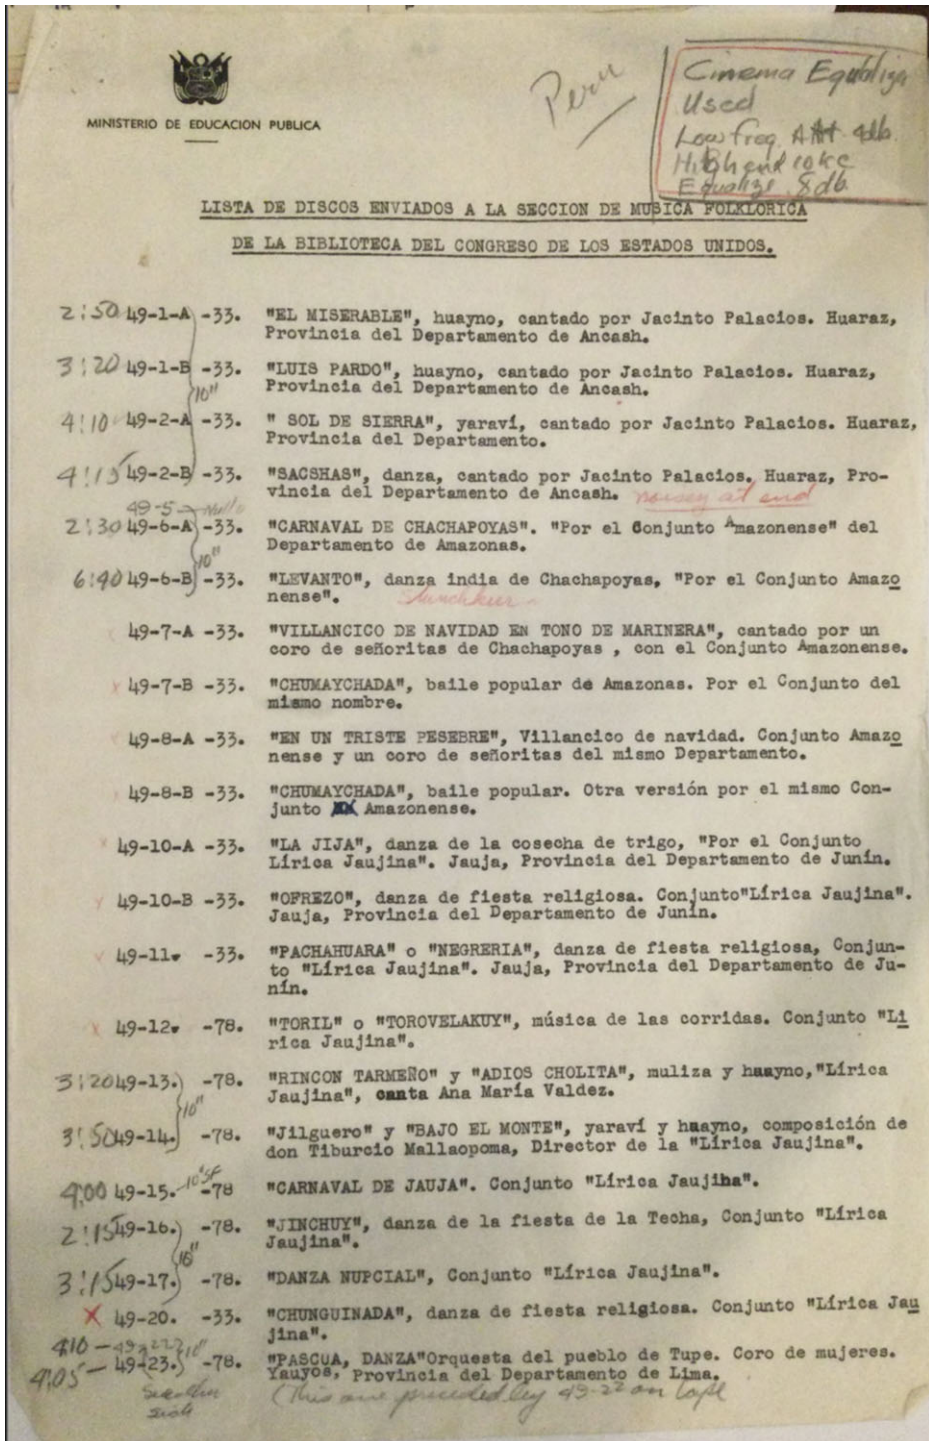 Peru
Cinema Equalizer
Used
Low freq. Att 4db.
High end 10 kc
Equalize 8db
MINISTERIO DE EDUCACION PUBLICA
LISTA DE DISCOS ENVIADOS A LA SECCION DE MUSICA FOLKLORICA
DE LA BIBLIOTECA DEL CONGRESO DE LOS ESTADOS UNIDOS.
2:50 49-1-A -33. "EL MISERABLE", huayno, cantado por Jacinto Palacios. Huaraz,
Provincia del Departamento de Ancash.
3:20 49-1-B -33. "LUIS PARDO", huayno, cantado por Jacinto Palacios. Huaraz,
Provincia del Departamento de Ancash.
10"
4:10 49-2-A -33. " SOL DE SIERRA", yaraví, cantado por Jacinto Palacios. Huaraz,
Provincia del Departamento.
4:15 49-2-B -33. "SACSHAS", danza, cantado por Jacinto Palacios. Huaraz, Pro-
vincia del Departamento de Ancash. noisey at end
49-5
2:30 49-6-A -33. "CARNAVAL DE CHACHAPOYAS". "Por el Conjunto Amazonense" del
Departamento de Amazonas.
10"
6:40 49-6-B -33. "LEVANTO", danza india de Chachapoyas, "Por el Conjunto Amazo
nense".
49-7-A -33. "VILLANCICO DE NAVIDAD EN TONO DE MARINERA", cantado por un
coro de señoritas de Chachapoyas , con el Conjunto Amazonense.
x 49-7-B -33. "CHUMAYCHADA", baile popular de Amazonas. Por el Conjunto del
mismo nombre.
49-8-A -33. "EN UN TRISTE PESEBRE", Villancico de navidad. Conjunto Amazo
nense y un coro de señoritas del mismo Departamento.
49-8-B -33. "CHUMAYCHADA", baile popular. Otra versión por el mismo Con-
junto Amazonense.
49-10-A -33. "LA JIJA", danza de la cosecha de trigo, "Por el Conjunto
Lírica Jaujina". Jauja, Provincia del Departamento de Junín.
49-10-B -33. "OFREZO", danza de fiesta religiosa. Conjunto"Lírica Jaujina".
Jauja, Provincia del Departamento de Junín.
49-11. -33. "PACHAHUARA" o "NEGRERIA", danza de fiesta religiosa, Conjun-
to "Lírica Jaujina". Jauja, Provincia del Departamento de Ju-
nín.
x 49-12. -78. "TORIL" o "TOROVELAKUY", música de las corridas. Conjunto "Li
rica Jaujina".
3:20 49-13. -78. "RINCON TARMEÑO" y "ADIOS CHOLITA", muliza y haayno,"Lírica
Jaujina", canta Ana María Valdez.
10"
3:50 49-14. -78. "Jilguero" y "BAJO EL MONTE", yaraví y haayno, composición de
don Tiburcio Mallaopoma, Director de la "Lírica Jaujina".
4:00 49-15. -78 "CARNAVAL DE JAUJA". Conjunto "Lírica Jaujiha".
2:15 49-16. -78. "JINCHUY", danza de la fiesta de la Techa, Conjunto "Lírica
Jaujina".
10"
3:15 49-17. -78. "DANZA NUPCIAL", Conjunto "Lírica Jaujina".
x 49-20. -33. "CHUNGUINADA", danza de fiesta religiosa. Conjunto "Lírica Jau
jina".
4:10 - 49-22 10"
4:05 - 49-23. -78. "PASCUA, DANZA"Orquesta del pueblo de Tupe. Coro de mujeres.
Yauyos, Provincia del Departamento de Lima.
(This one preceded by 49-22 on tape